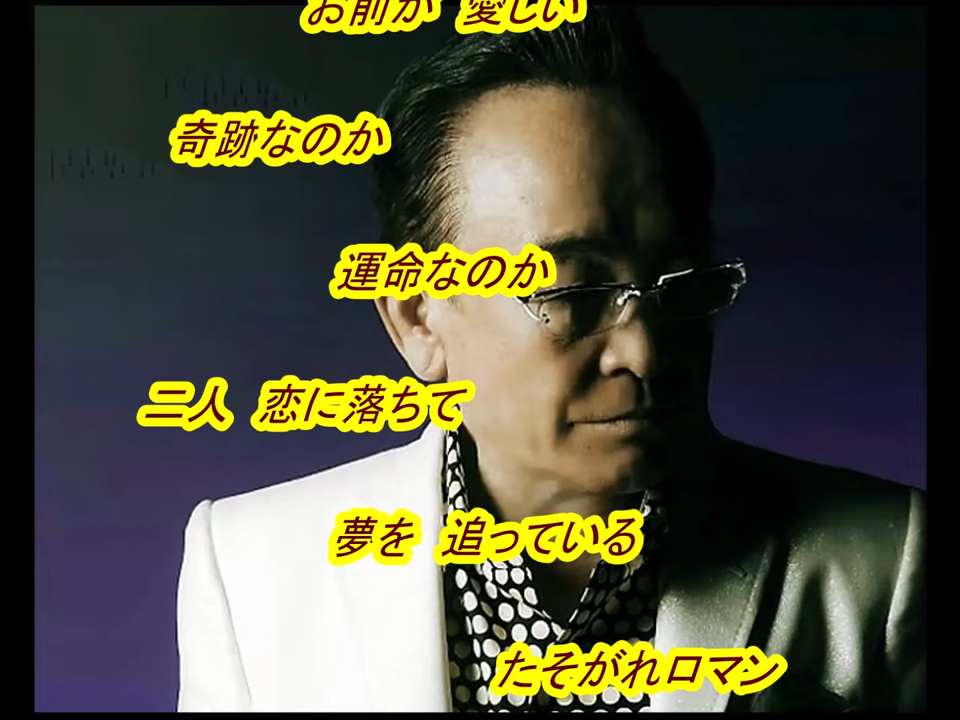 お前が 愛しい
奇跡なのか
運命なのか
二人 恋に落ちて
夢を 追っている
たそがれロマン